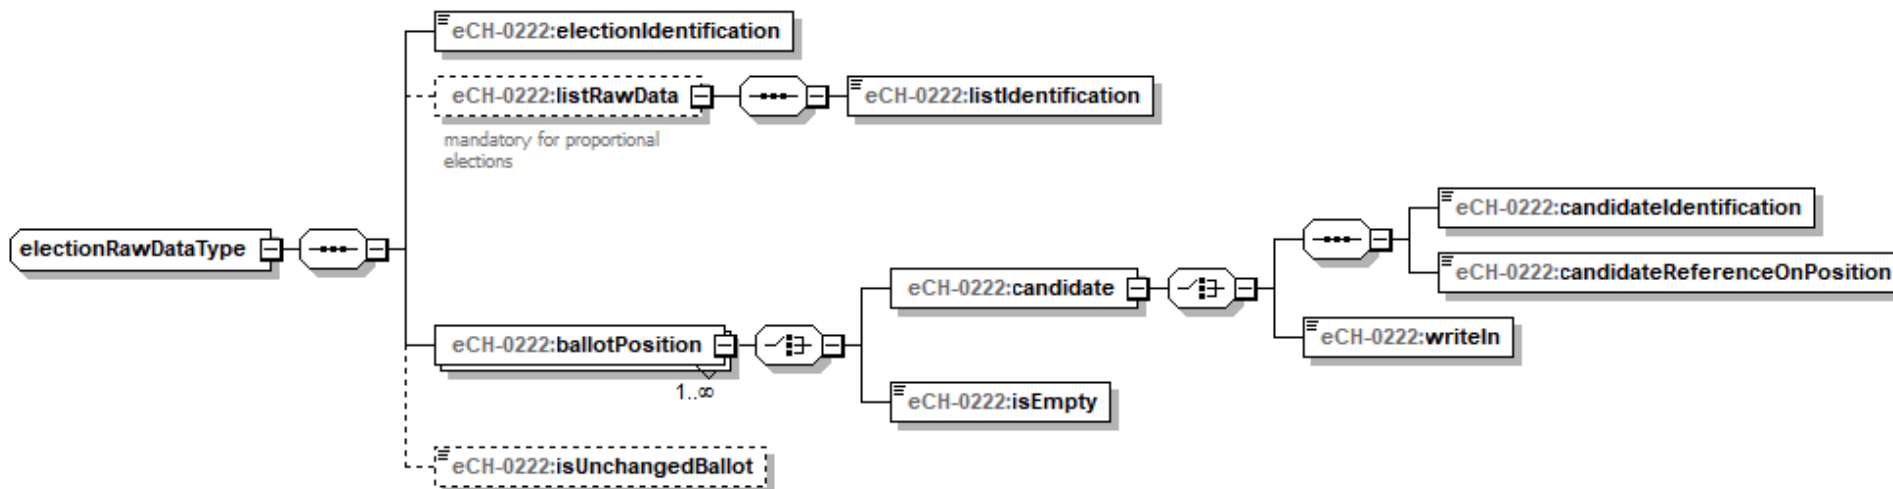 eCH-0222:electionIdentification
eCH-0222:listRawData
eCH-0222:listIdentification
mandatory for proportional
elections
eCH-0222:candidateIdentification
electionRawDataType
eCH-0222:candidateReferenceOnPosition
eCH-0222:candidate
eCH-0222:ballotPosition
1..∞
eCH-0222:writeIn
eCH-0222:isEmpty
eCH-0222:isUnchangedBallot